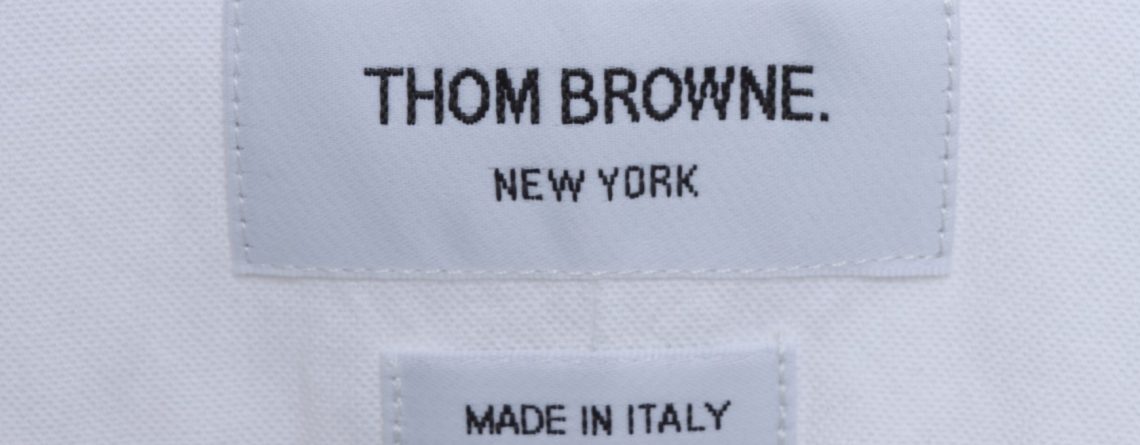 THOM BROWNE.
NEW YORK
MADE IN ITALY